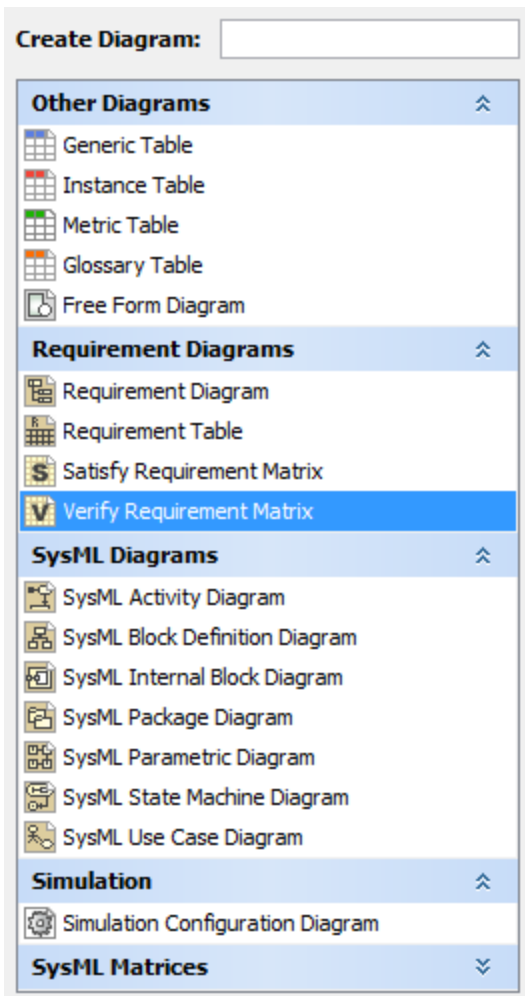 Create Diagram:
Other Diagrams
Generic Table
Instance Table
Metric Table
Glossary Table
Free Form Diagram
Requirement Diagrams
Requirement Diagram
R
Requirement Table
S
Satisfy Requirement Matrix
V
Verify Requirement Matrix
SysML Diagrams
SysML Activity Diagram
SysML Block Definition Diagram
SysML Internal Block Diagram
SysML Package Diagram
SysML Parametric Diagram
SysML State Machine Diagram
SysML Use Case Diagram
Simulation
Simulation Configuration Diagram
SysML Matrices